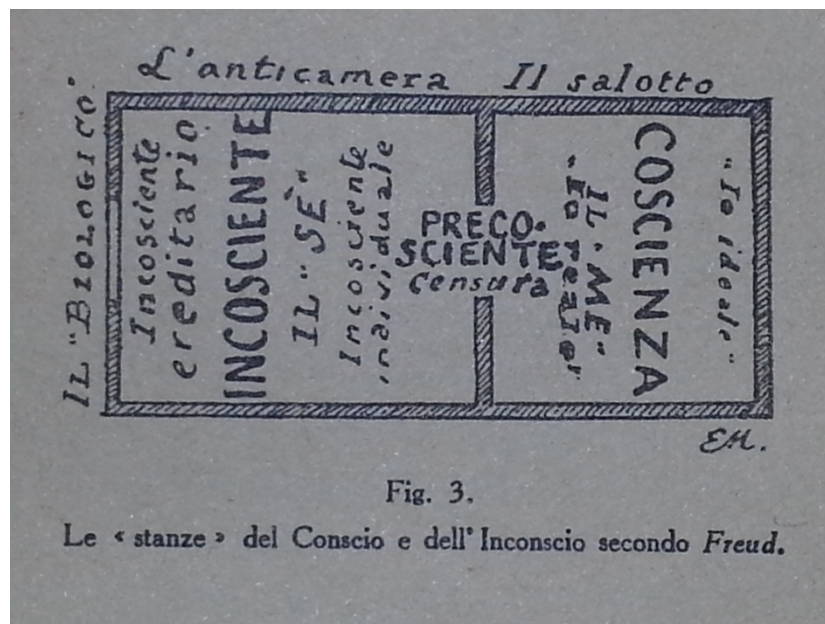 L'anticamera Il salotto
IL "BIOLOGICO"
Incosciente
ereditario
INCOSCIENTE
IL "SÈ"
Incosciente
individuale
PRECO-
SCIENTE
Censura
"Io reale"
IL "ME"
COSCIENZA
"Io ideale"
EM.
Fig. 3.
Le « stanze » del Conscio e dell'Inconscio secondo Freud.